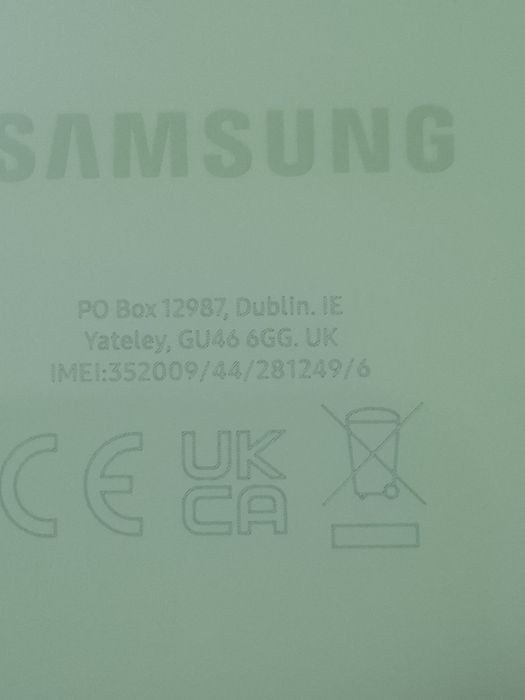 SAMSUNG
PO Box 12987, Dublin. IE
Yateley, GU46 6GG. UK
IMEI:352009/44/281249/6
CE UK
CA